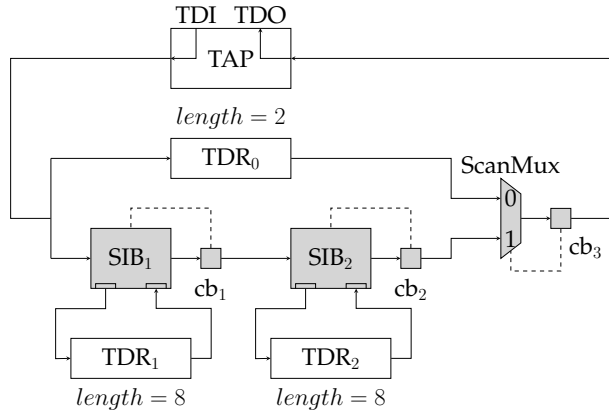 TDI TDO
TAP
length = 2
TDR0
ScanMux
0
1
cb3
SIB1
cb1
SIB2
cb2
TDR1
length = 8
TDR2
length = 8